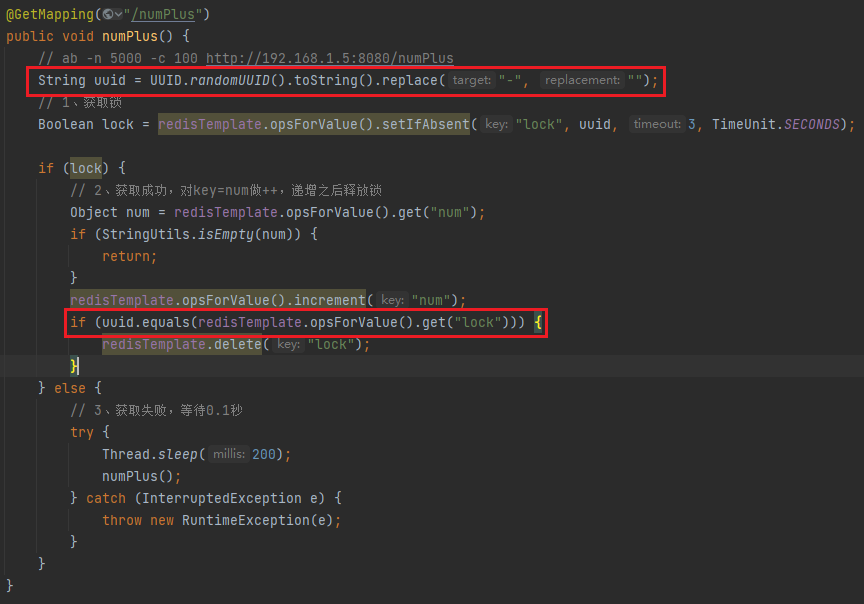 @GetMapping("/numPlus")
public void numPlus() {
// ab -n 5000 -c 100 http://192.168.1.5:8080/numPlus
String uuid = UUID.randomUUID().toString().replace( target: "-", replacement: "");
// 1、获取锁
Boolean lock = redisTemplate.opsForValue().setIfAbsent( key: "lock", uuid, timeout: 3, TimeUnit.SECONDS);
if (lock) {
// 2、获取成功，对key=num做++，递增之后释放锁
Object num = redisTemplate.opsForValue().get("num");
if (StringUtils.isEmpty(num)) {
return;
}
redisTemplate.opsForValue().increment( key: "num");
if (uuid.equals(redisTemplate.opsForValue().get("lock"))) {
redisTemplate.delete( key: "lock");
}
} else {
// 3、获取失败，等待0.1秒
try {
Thread.sleep( millis: 200);
numPlus();
} catch (InterruptedException e) {
throw new RuntimeException(e);
}
}
}